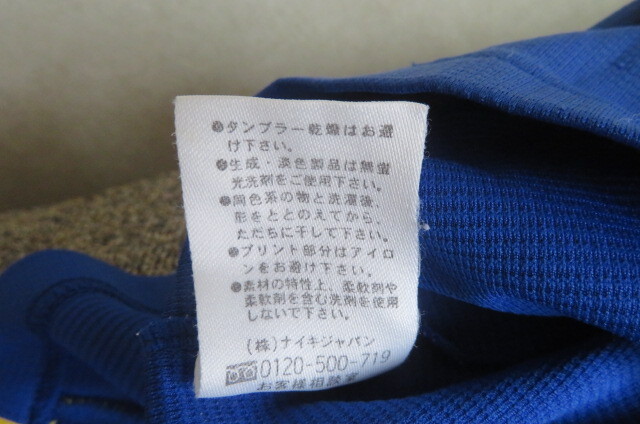 ●タンブラー乾燥はお避
け下さい。
●生成・淡色製品は無蛍
光洗剤をご使用下さい。
●同色系の物と洗濯後、
形をととのえてから、
ただちに干して下さい。
●プリント部分はアイロ
ンをお避け下さい。
●素材の特性上、柔軟剤や
柔軟剤を含む洗剤を使用
しないで下さい。
(株)ナイキジャパン
0120-500-719
お客様相談室